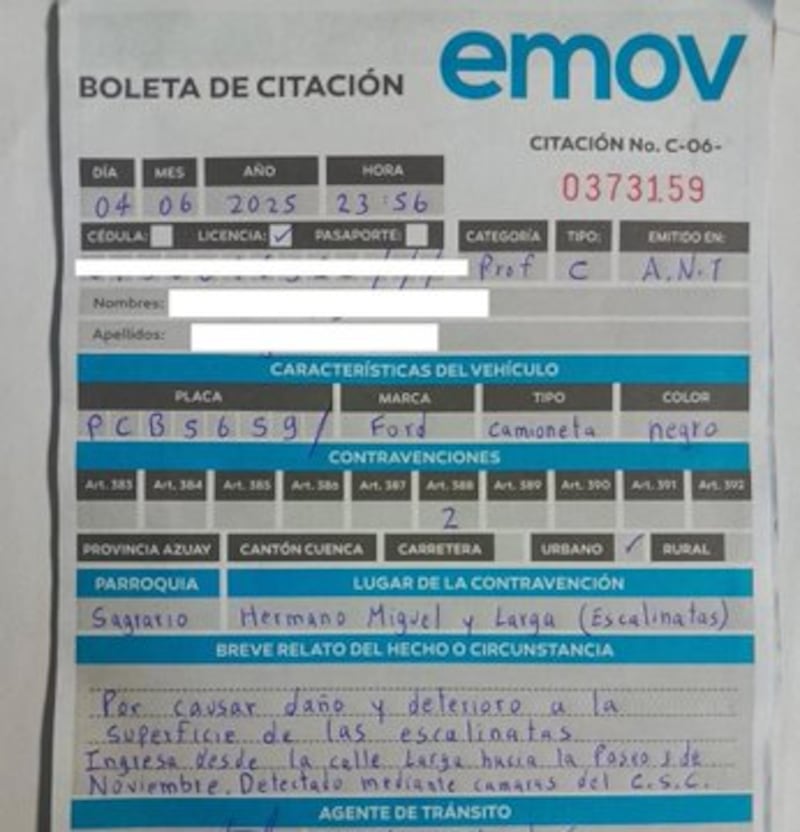 emov
BOLETA DE CITACIÓN
CITACIÓN No. C-06-
0373159
DÍA MES AÑO HORA
04 06 2025 23:56
CÉDULA: LICENCIA: ✓ PASAPORTE: CATEGORÍA TIPO: EMITIDO EN:
Prof C A.N.T
Nombres:
Apellidos:
CARACTERÍSTICAS DEL VEHÍCULO
PLACA MARCA TIPO COLOR
PCB5659/ Ford camioneta negro
CONTRAVENCIONES
Art. 383 Art. 384 Art. 385 Art. 386 Art. 387 Art. 388 Art. 389 Art. 390 Art. 391 Art. 392
2
PROVINCIA AZUAY CANTÓN CUENCA CARRETERA URBANO ✓ RURAL
PARROQUIA LUGAR DE LA CONTRAVENCIÓN
Sagrario Hermano Miguel y Larga (Escalinatas)
BREVE RELATO DEL HECHO O CIRCUNSTANCIA
Por causar daño y deterioro a la
superficie de las escalinatas
Ingresa desde la calle Larga hacia la Paseo 3 de
Noviembre. Detectado mediante camaras del C.S.C.
AGENTE DE TRÁNSITO